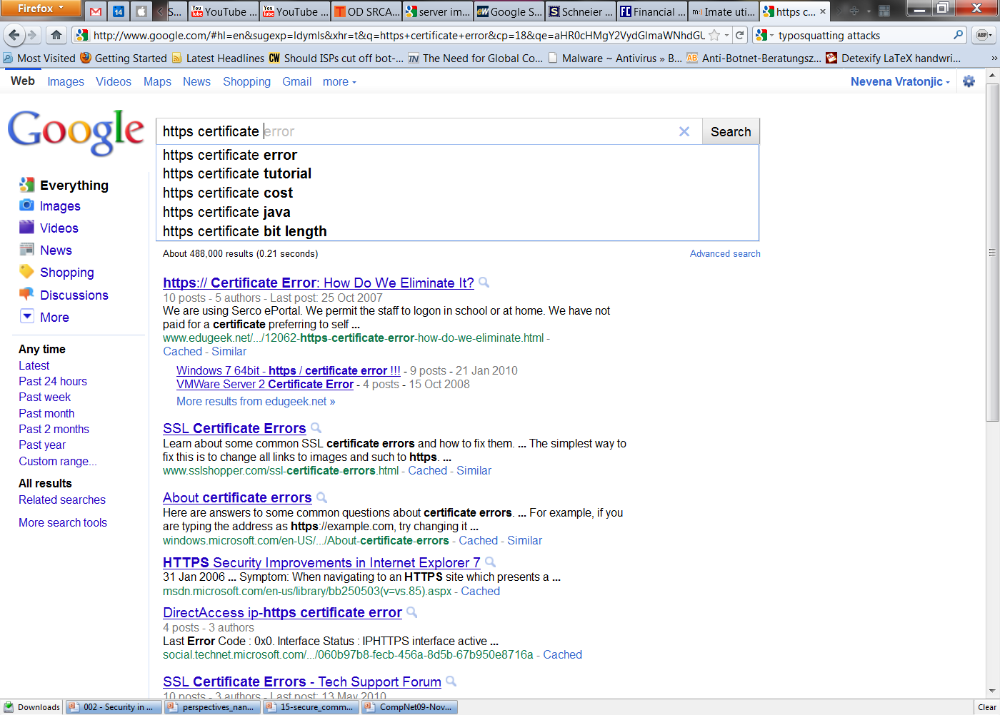 Firefox
14
S...
YouTube ...
YouTube ...
OD SRCA...
server im...
Google S...
Schneier ...
Financial ...
Imate uti...
https c...
http://www.google.com/#hl=en&sugexp=ldymls&xhr=t&q=https+certificate+error&cp=18&qe=aHR0cHMgY2VydGlmaWNhdGU
typosquatting attacks
ABP
Most Visited
Getting Started
Latest Headlines
CW Should ISPs cut off bot-...
TN The Need for Global Co...
Malware ~ Antivirus » B...
AB Anti-Botnet-Beratungsz...
Detexify LaTeX handwri...
»
Web Images Videos Maps News Shopping Gmail more
Nevena Vratonjic
Google
https certificate error
Search
https certificate error
https certificate tutorial
https certificate cost
https certificate java
https certificate bit length
Everything
Images
Videos
News
Shopping
Discussions
More
Any time
Latest
Past 24 hours
Past week
Past month
Past 2 months
Past year
Custom range...
All results
Related searches
More search tools
About 488,000 results (0.21 seconds)
Advanced search
https:// Certificate Error: How Do We Eliminate It?
10 posts - 5 authors - Last post: 25 Oct 2007
We are using Serco ePortal. We permit the staff to logon in school or at home. We have not
paid for a certificate preferring to self ...
www.edugeek.net/.../12062-https-certificate-error-how-do-we-eliminate.html -
Cached - Similar
Windows 7 64bit - https / certificate error !!! - 9 posts - 21 Jan 2010
VMWare Server 2 Certificate Error - 4 posts - 15 Oct 2008
More results from edugeek.net »
SSL Certificate Errors
Learn about some common SSL certificate errors and how to fix them. ... The simplest way to
fix this is to change all links to images and such to https. ...
www.sslshopper.com/ssl-certificate-errors.html - Cached - Similar
About certificate errors
Here are answers to some common questions about certificate errors. ... For example, if you
are typing the address as https://example.com, try changing it ...
windows.microsoft.com/en-US/.../About-certificate-errors - Cached - Similar
HTTPS Security Improvements in Internet Explorer 7
31 Jan 2006 ... Symptom: When navigating to an HTTPS site which presents a ...
msdn.microsoft.com/en-us/library/bb250503(v=vs.85).aspx - Cached
DirectAccess ip-https certificate error
4 posts - 3 authors
Last Error Code : 0x0. Interface Status : IPHTTPS interface active ...
social.technet.microsoft.com/.../060b97b8-fecb-456a-8d5b-67b950e8716a - Cached
SSL Certificate Errors - Tech Support Forum
10 posts - 3 authors - Last post: 13 May 2010
Downloads
002 - Security in ...
perspectives_nan...
15-secure_comm...
CompNet09-Nov...
Clear